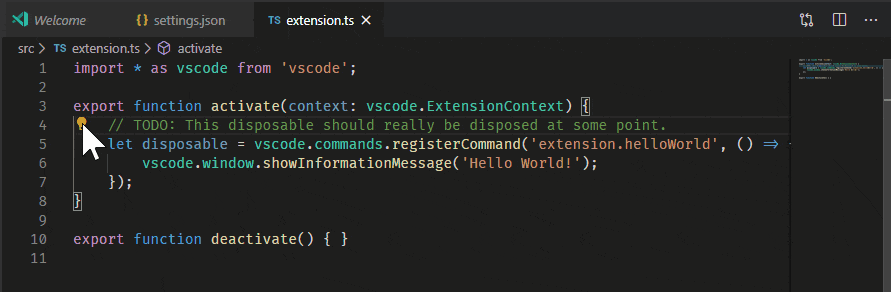 Welcome
{} settings.json
TS extension.ts
src > TS extension.ts > activate
1 import * as vscode from 'vscode';
2
3 export function activate(context: vscode.ExtensionContext) {
4 // TODO: This disposable should really be disposed at some point.
5 let disposable = vscode.commands.registerCommand('extension.helloWorld', () =>
6 vscode.window.showInformationMessage('Hello World!');
7 });
8 }
9
10 export function deactivate() { }
11